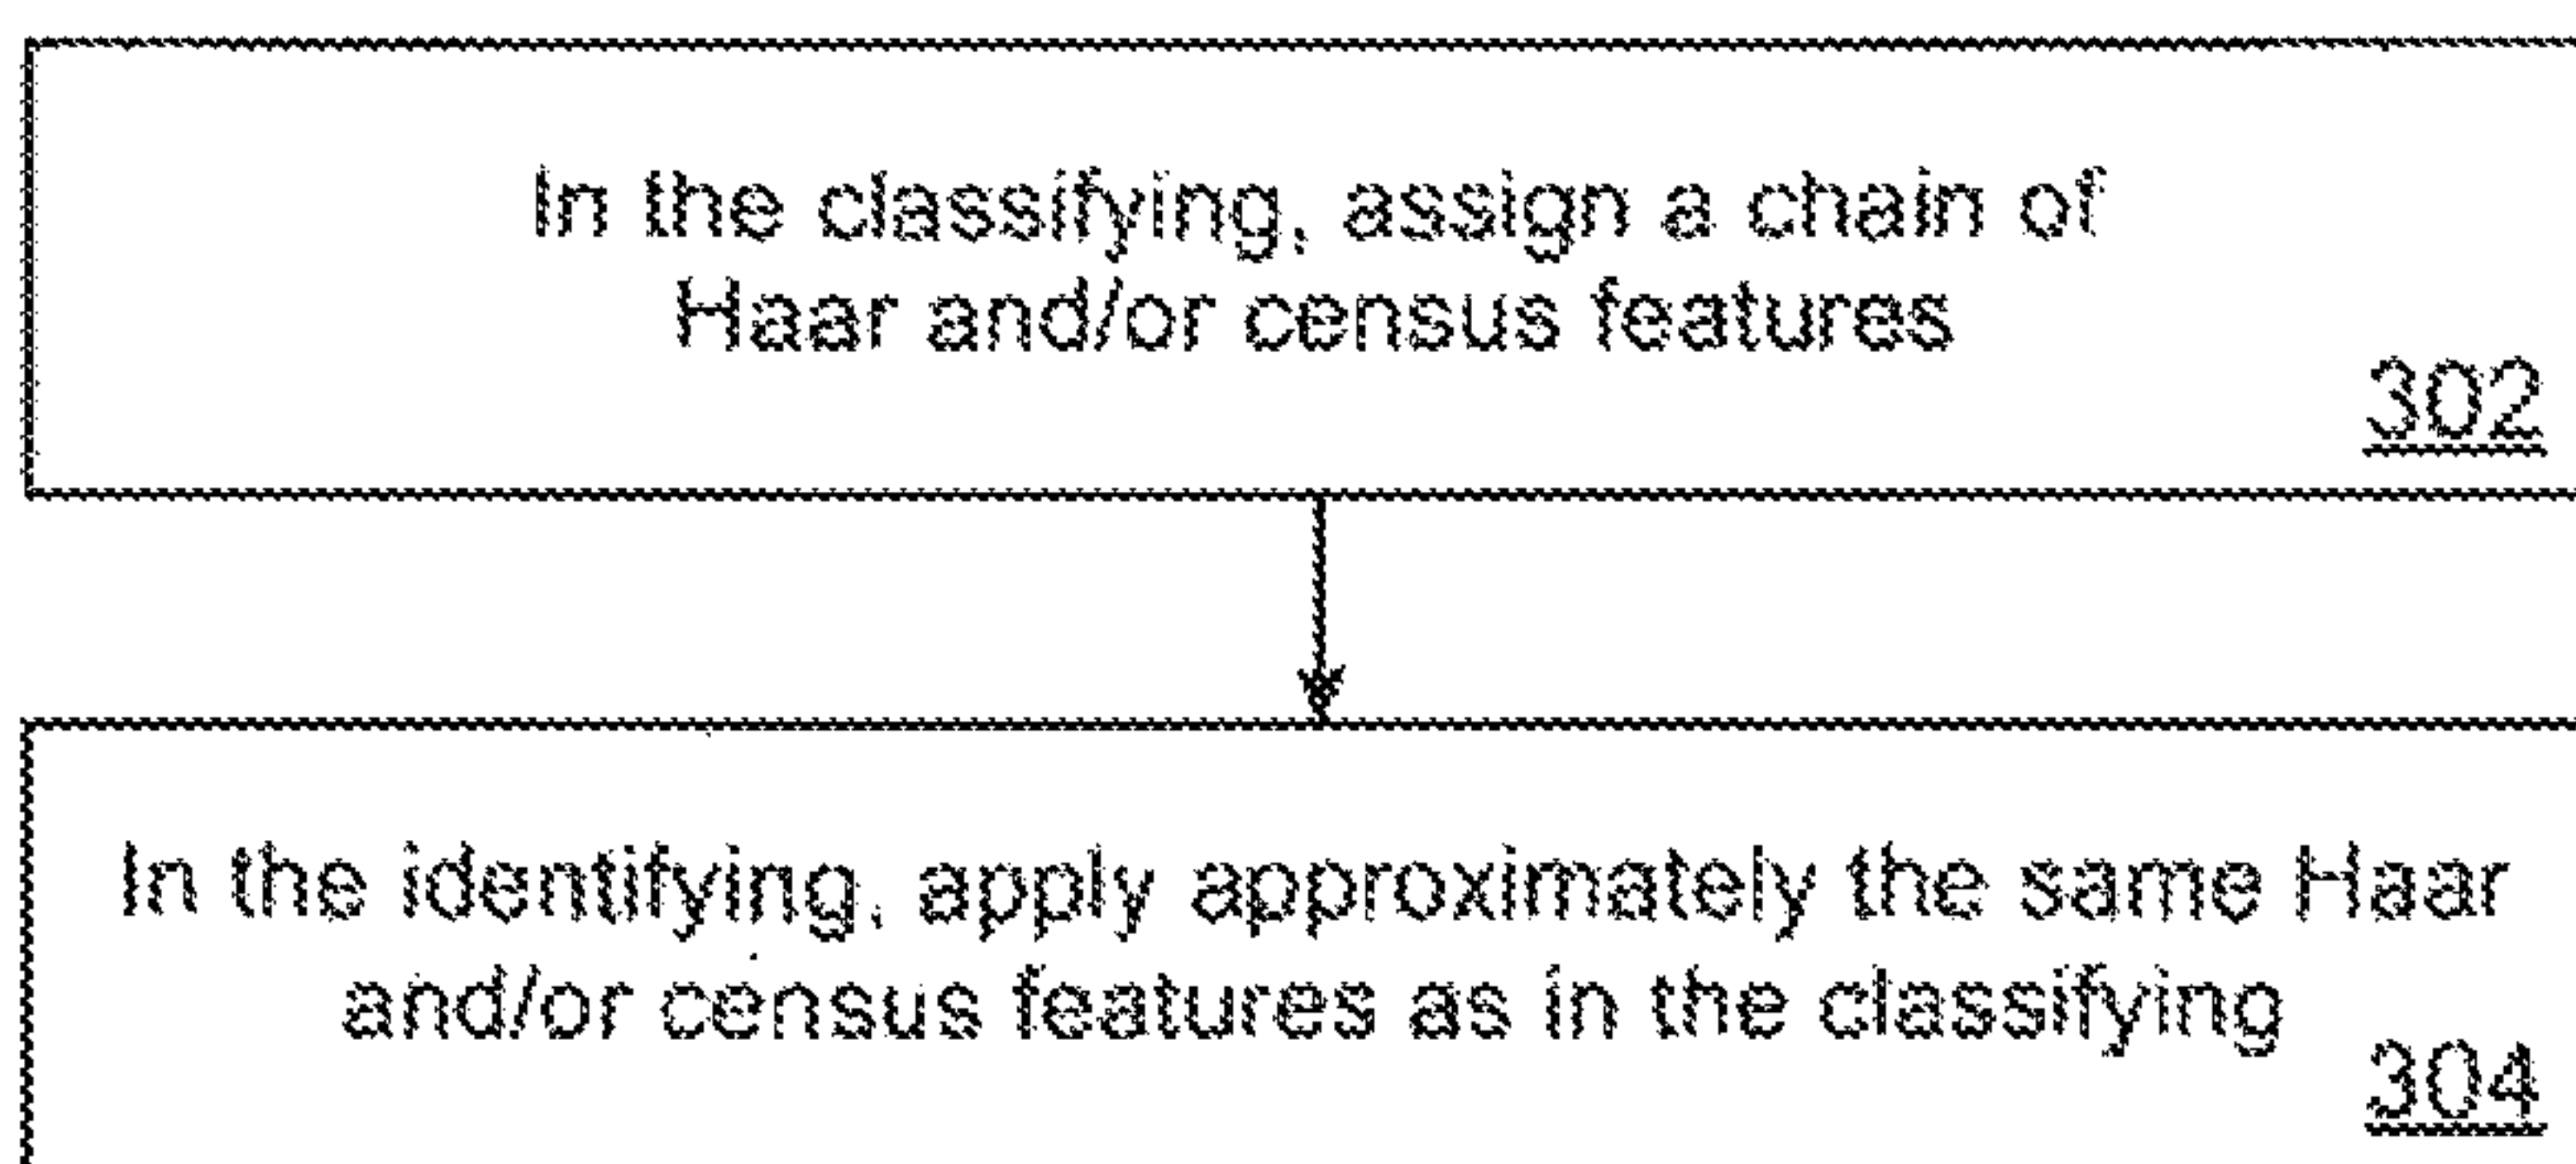 In the classifying, assign a chain of
Haar and/or census features
302
In the identifying, apply approximately the same Haar
and/or census features as in the classifying
304